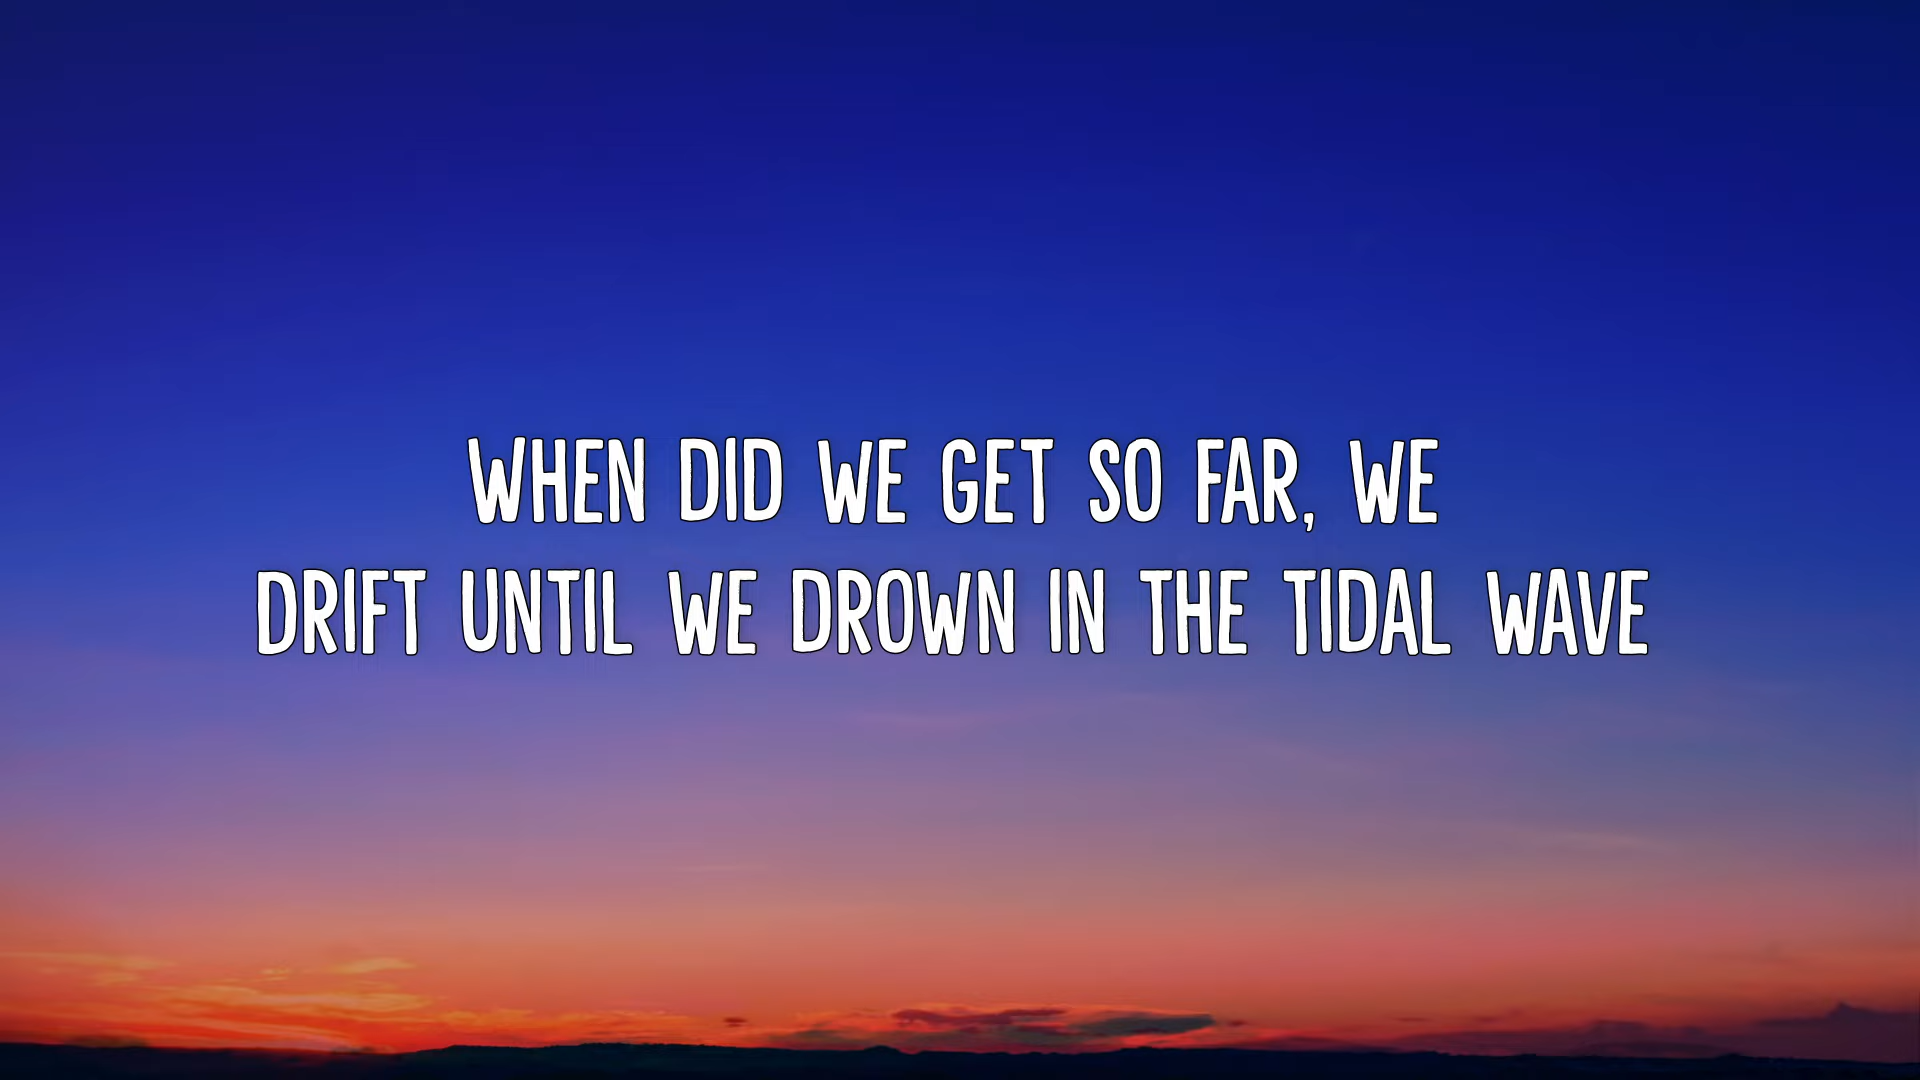 WHEN DID WE GET SO FAR, WE
DRIFT UNTIL WE DROWN IN THE TIDAL WAVE